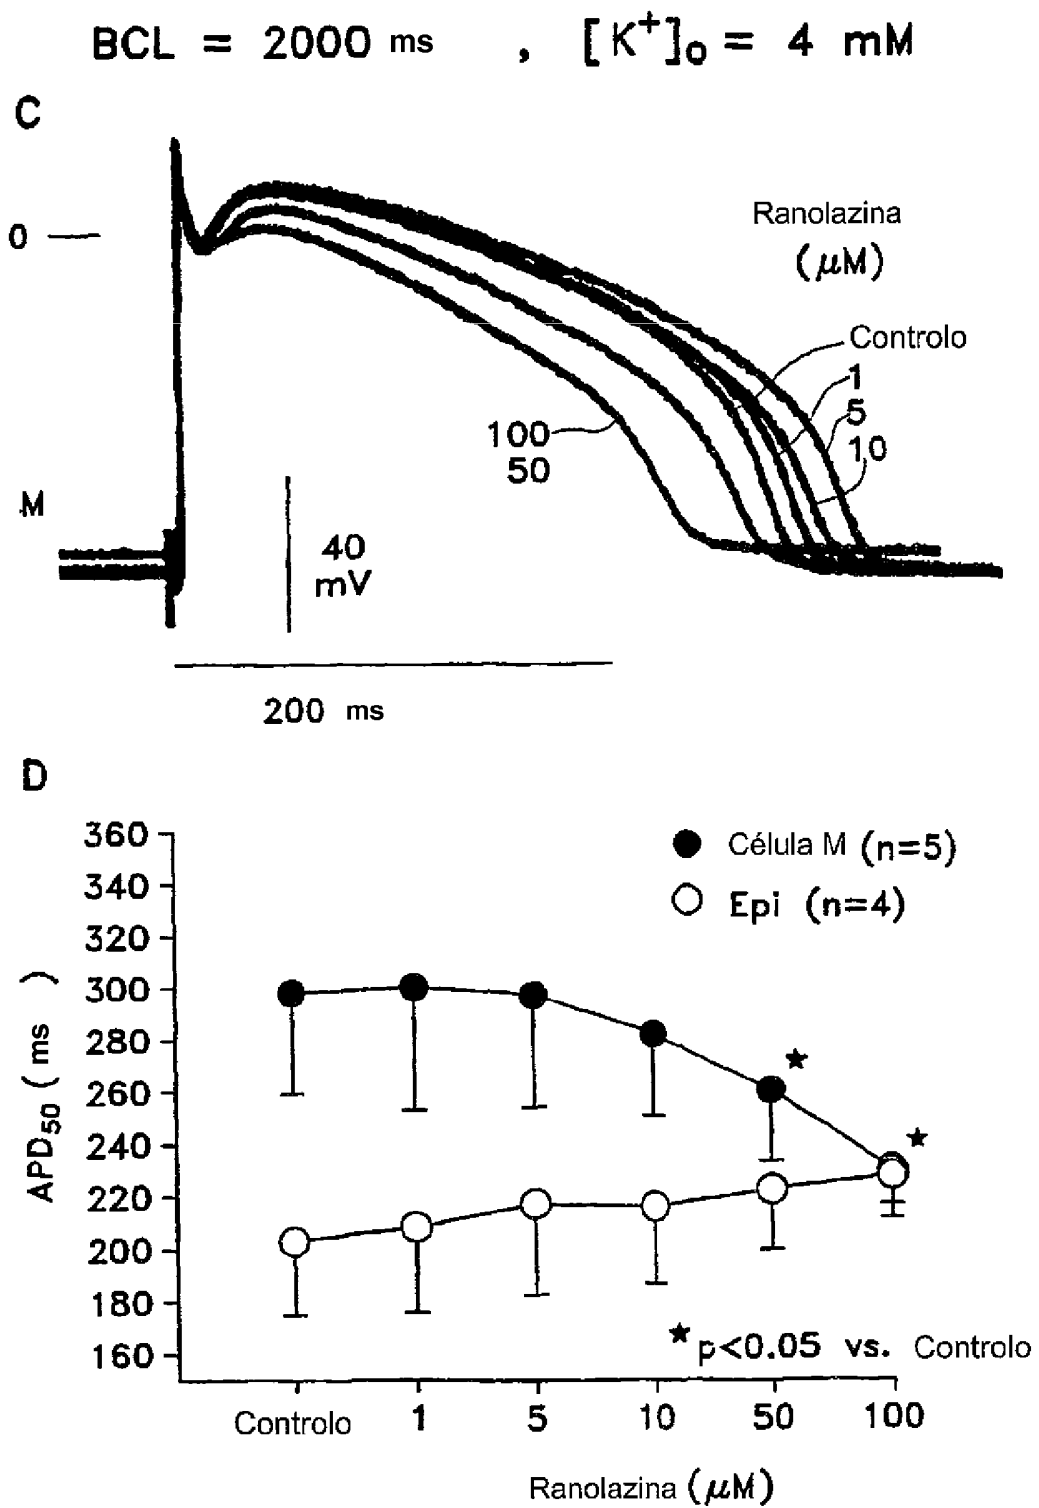 BCL = 2000 ms , [K+]o = 4 mM
C
Ranolazina
(μM)
0
Controlo
1
5
10
100
50
M
40
mV
200 ms
D
360
340
320
300
280
260
240
220
200
180
160
APD50 ( ms )
Célula M (n=5)
Epi (n=4)
★
★
★p<0.05 vs. Controlo
Controlo 1 5 10 50 100
Ranolazina (μM)